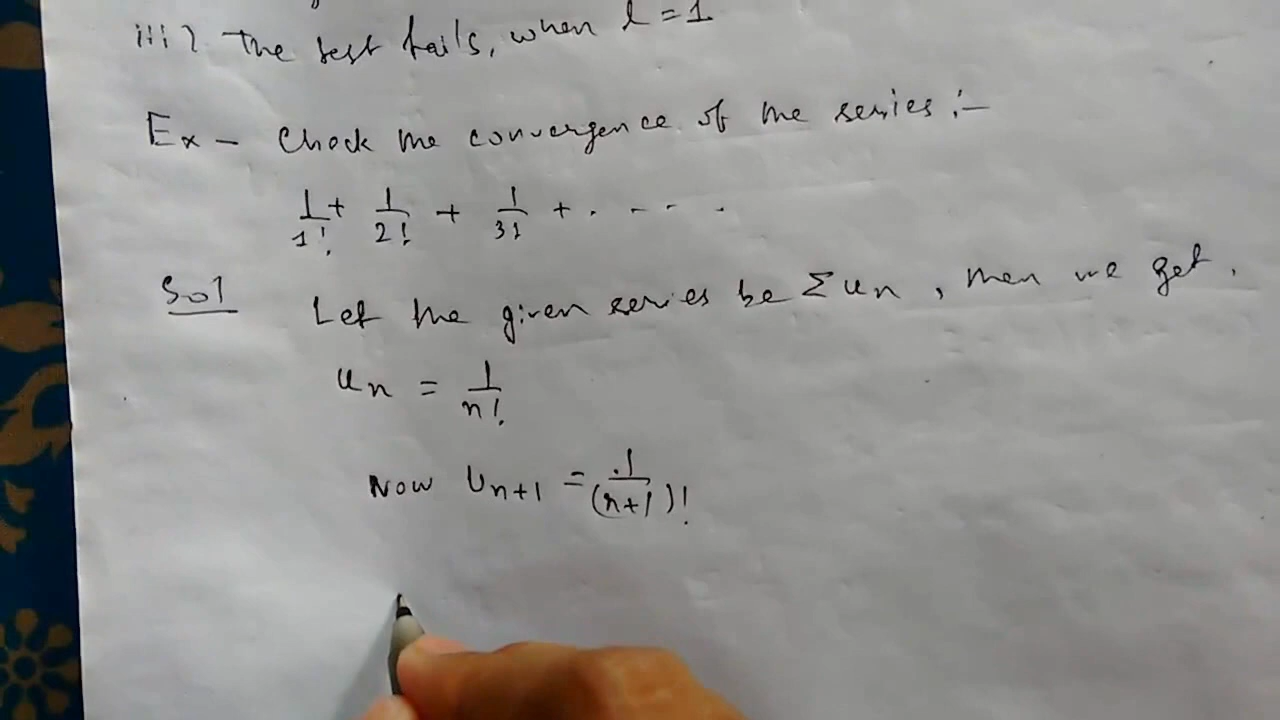 iii) The test fails, when l = 1
Ex - Check the convergence of the series :-
1/1! + 1/2! + 1/3! + . - - - .
Sol Let the given series be Σ un , then we get,
un = 1/n!
Now Un+1 = 1/(n+1)!